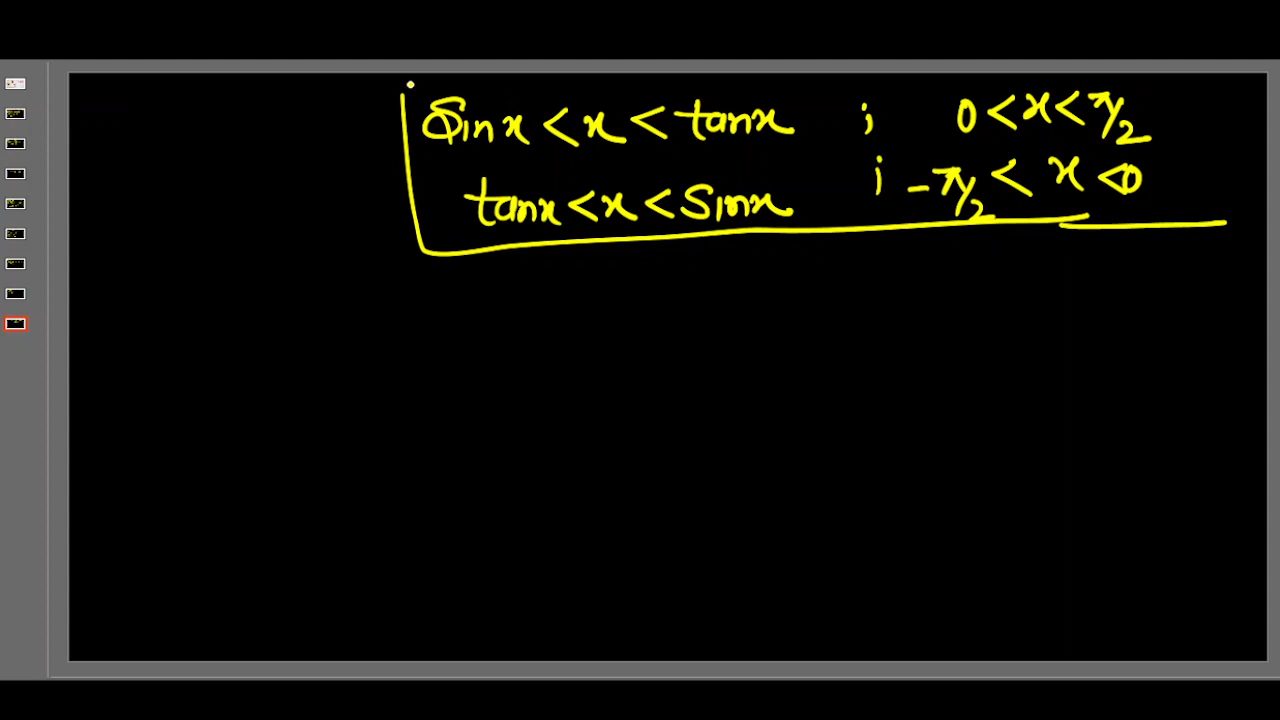 Sinx < x < tanx ; 0 < x < π/2
tanx < x < Sinx ; -π/2 < x < 0